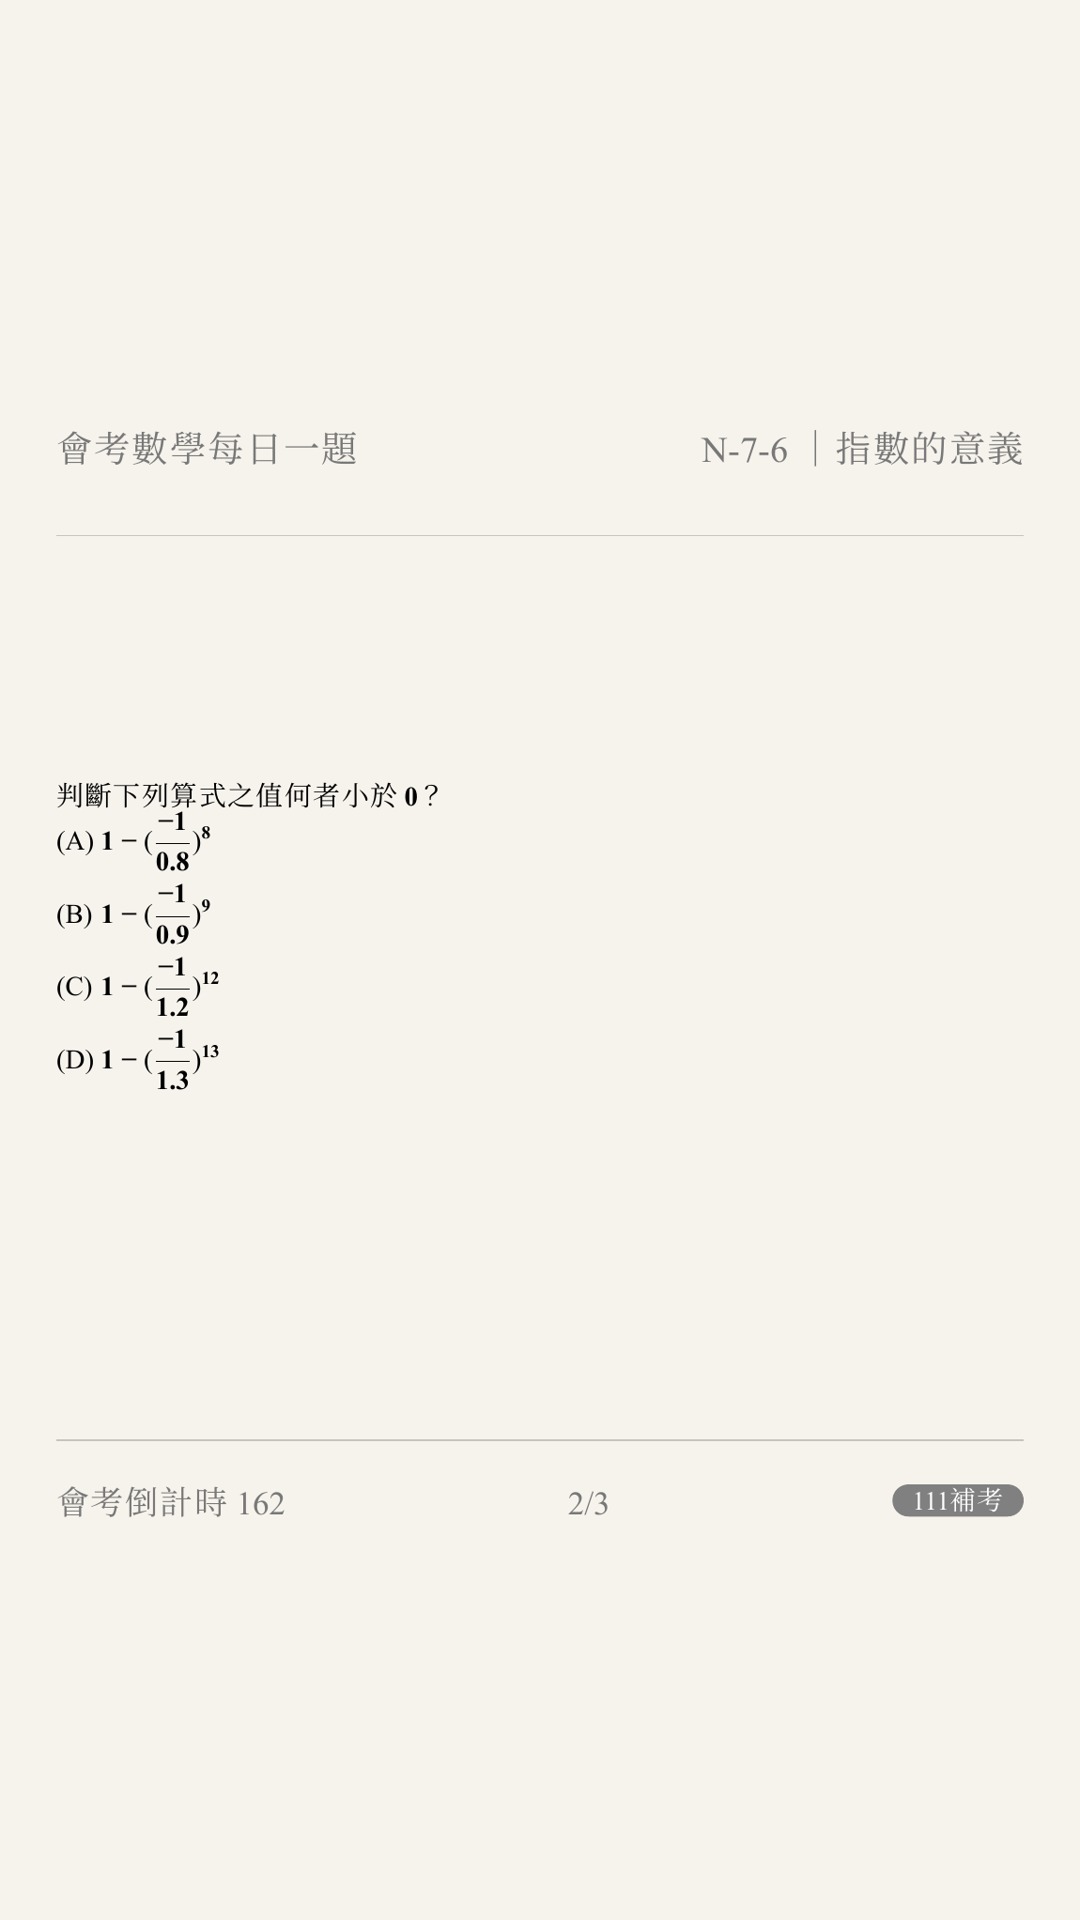 會考數學每日一題
N-7-6｜指數的意義
判斷下列算式之值何者小於 0？
(A) 1 − (−1/0.8)^8
(B) 1 − (−1/0.9)^9
(C) 1 − (−1/1.2)^12
(D) 1 − (−1/1.3)^13
會考倒計時 162
2/3
111補考